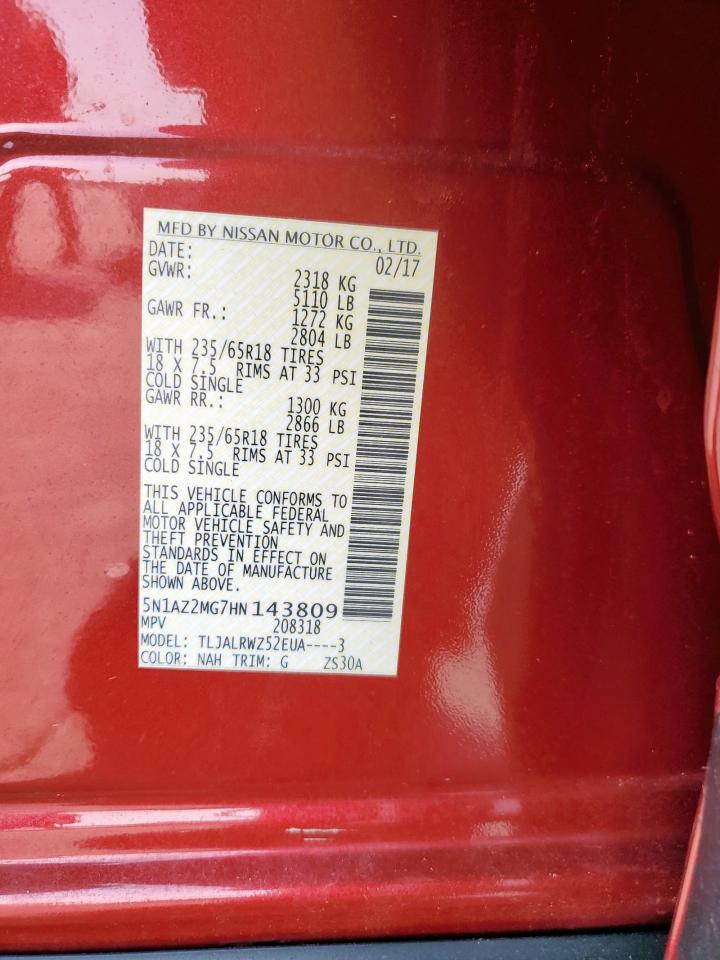 MFD BY NISSAN MOTOR CO., LTD.
DATE: 02/17
GVWR: 2318 KG
5110 LB
GAWR FR.: 1272 KG
2804 LB
WITH 235/65R18 TIRES
18 X 7.5 RIMS AT 33 PSI
COLD SINGLE
GAWR RR.: 1300 KG
2866 LB
WITH 235/65R18 TIRES
18 X 7.5 RIMS AT 33 PSI
COLD SINGLE
THIS VEHICLE CONFORMS TO
ALL APPLICABLE FEDERAL
MOTOR VEHICLE SAFETY AND
THEFT PREVENTION
STANDARDS IN EFFECT ON
THE DATE OF MANUFACTURE
SHOWN ABOVE.
5N1AZ2MG7HN143809
MPV 208318
MODEL: TLJALRWZ52EUA----3
COLOR: NAH TRIM: G ZS30A